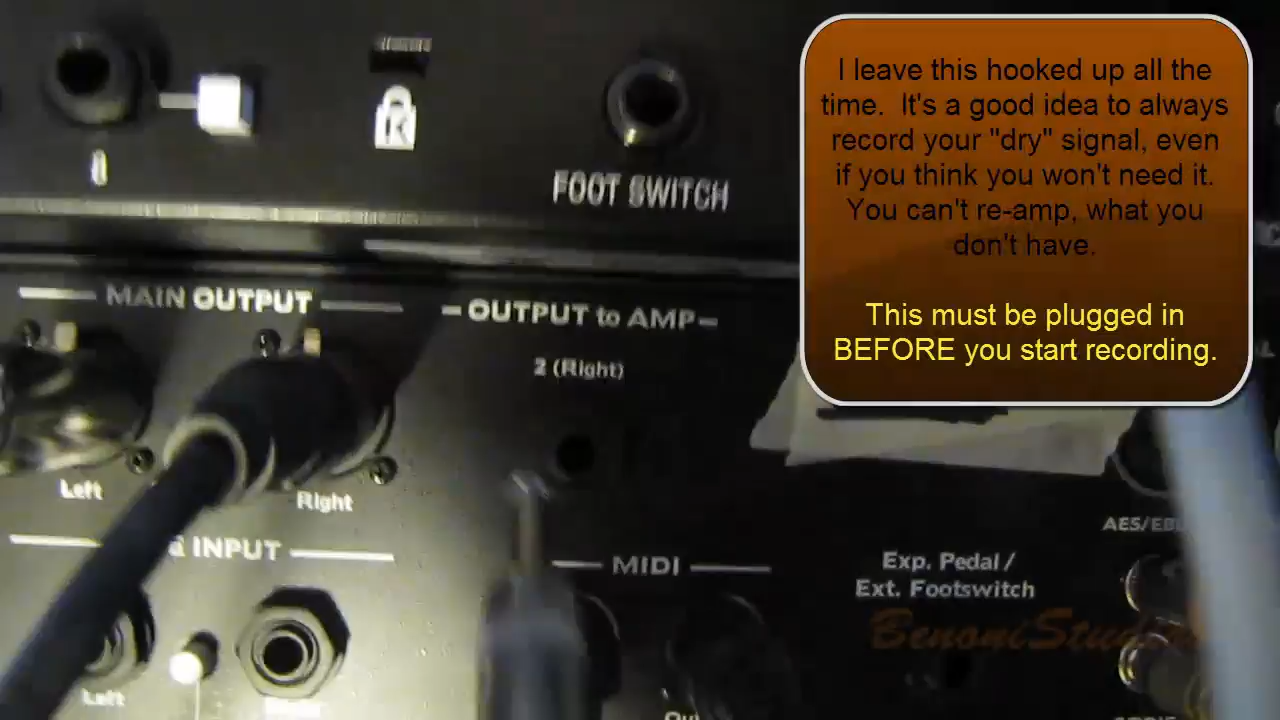 I leave this hooked up all the
time.  It's a good idea to always
record your "dry" signal, even
if you think you won't need it.
You can't re-amp, what you
don't have.
This must be plugged in
BEFORE you start recording.
FOOT SWITCH
MAIN OUTPUT
OUTPUT to AMP
2 (Right)
Left
Right
INPUT
MIDI
Exp. Pedal /
Ext. Footswitch
Left